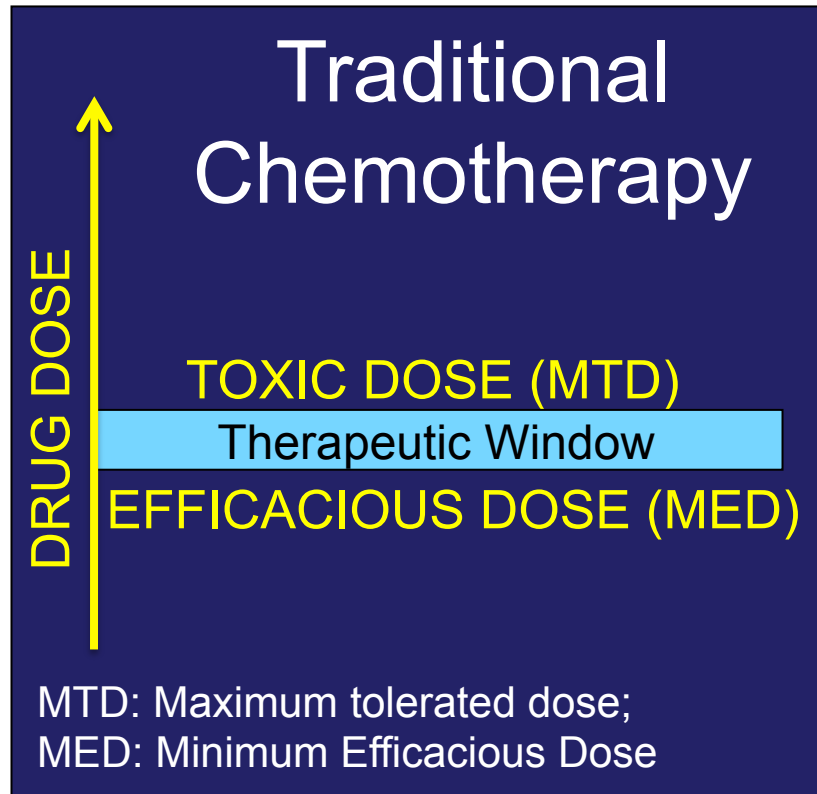 Traditional
Chemotherapy
DRUG DOSE
TOXIC DOSE (MTD)
Therapeutic Window
EFFICACIOUS DOSE (MED)
MTD: Maximum tolerated dose;
MED: Minimum Efficacious Dose